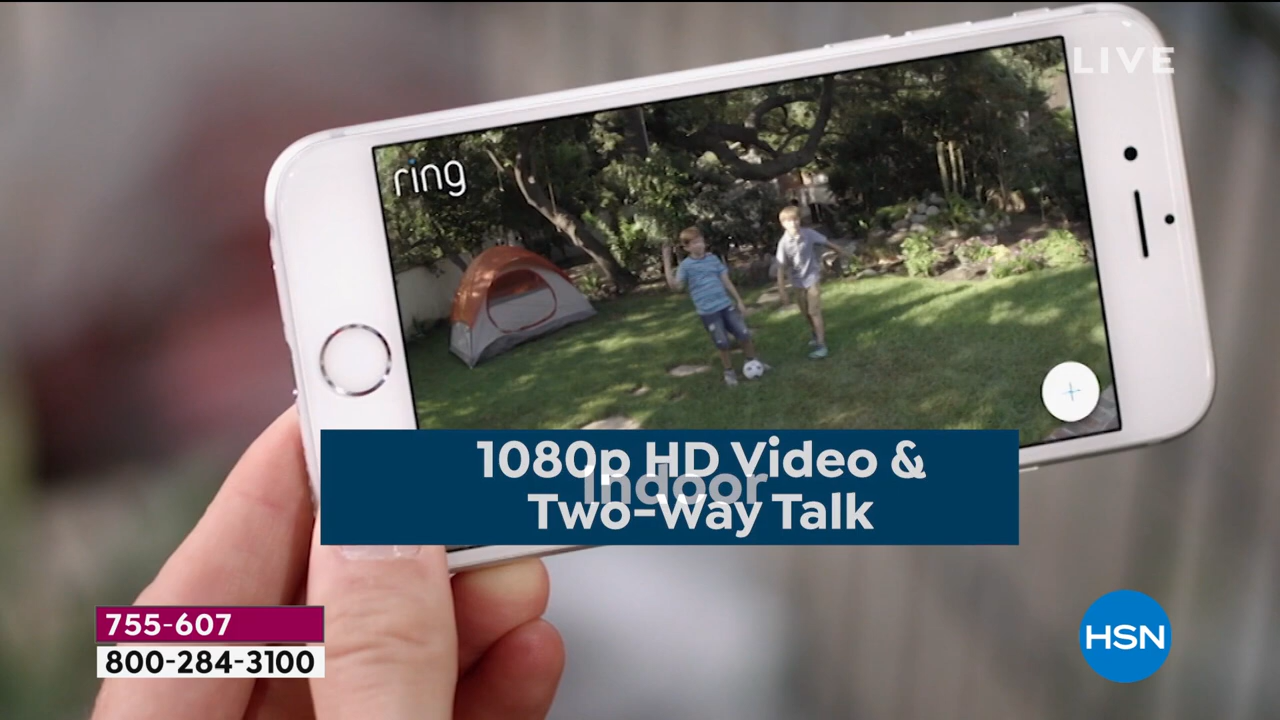 LIVE
ring
1080p HD Video &
Indoor
Two-Way Talk
755-607
800-284-3100
HSN